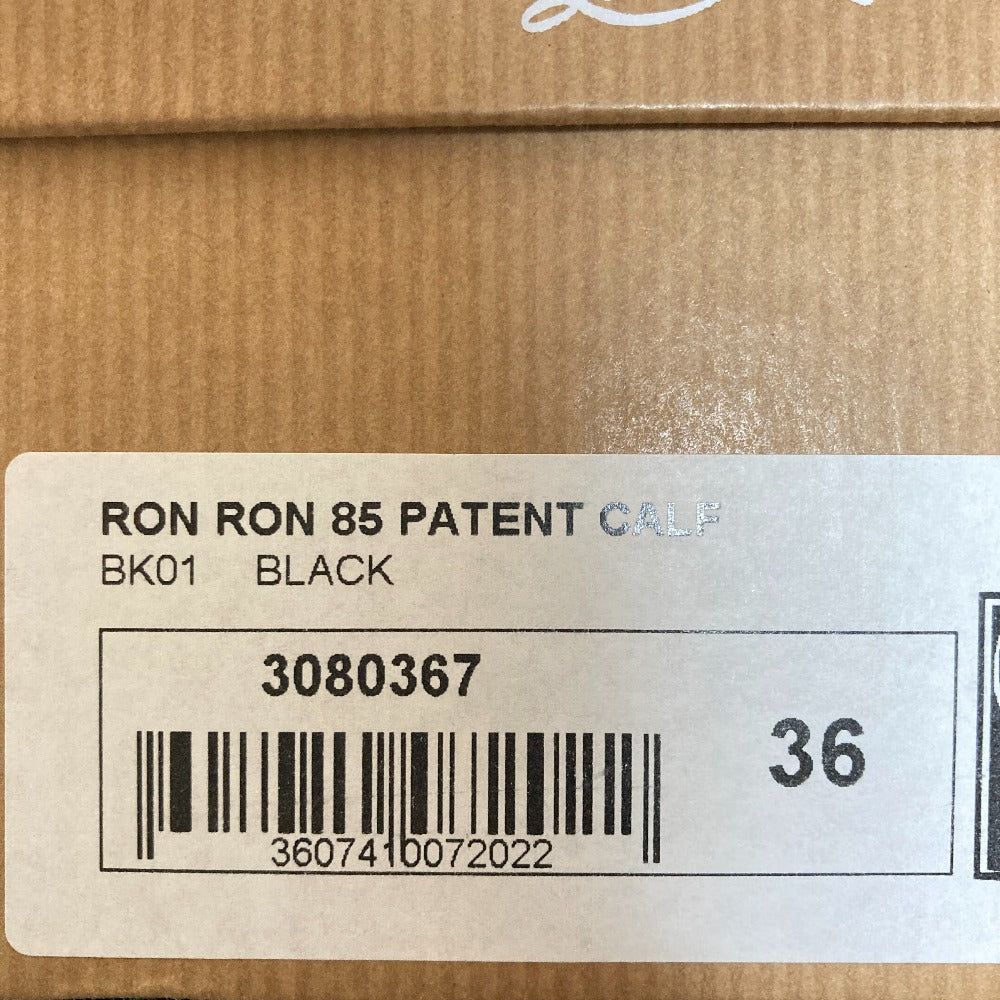 RON RON 85 PATENT CALF
BK01 BLACK
3080367
36
3607410072022